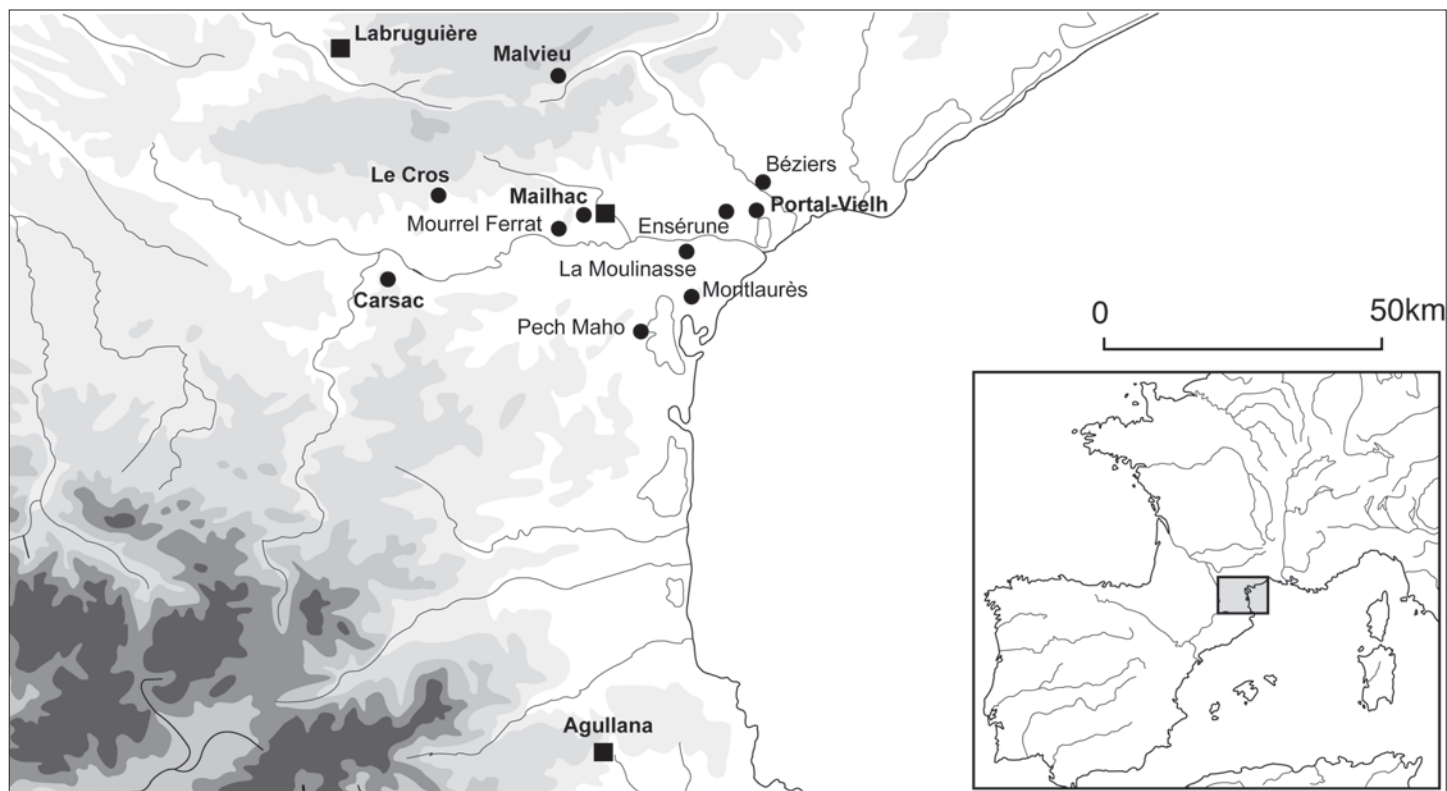 Labruguière
Malvieu
Béziers
Le Cros
Mailhac
Portal-Vielh
Mourrel Ferrat
Ensérune
La Moulinasse
Carsac
Montlaurès
Pech Maho
0 50km
Agullana